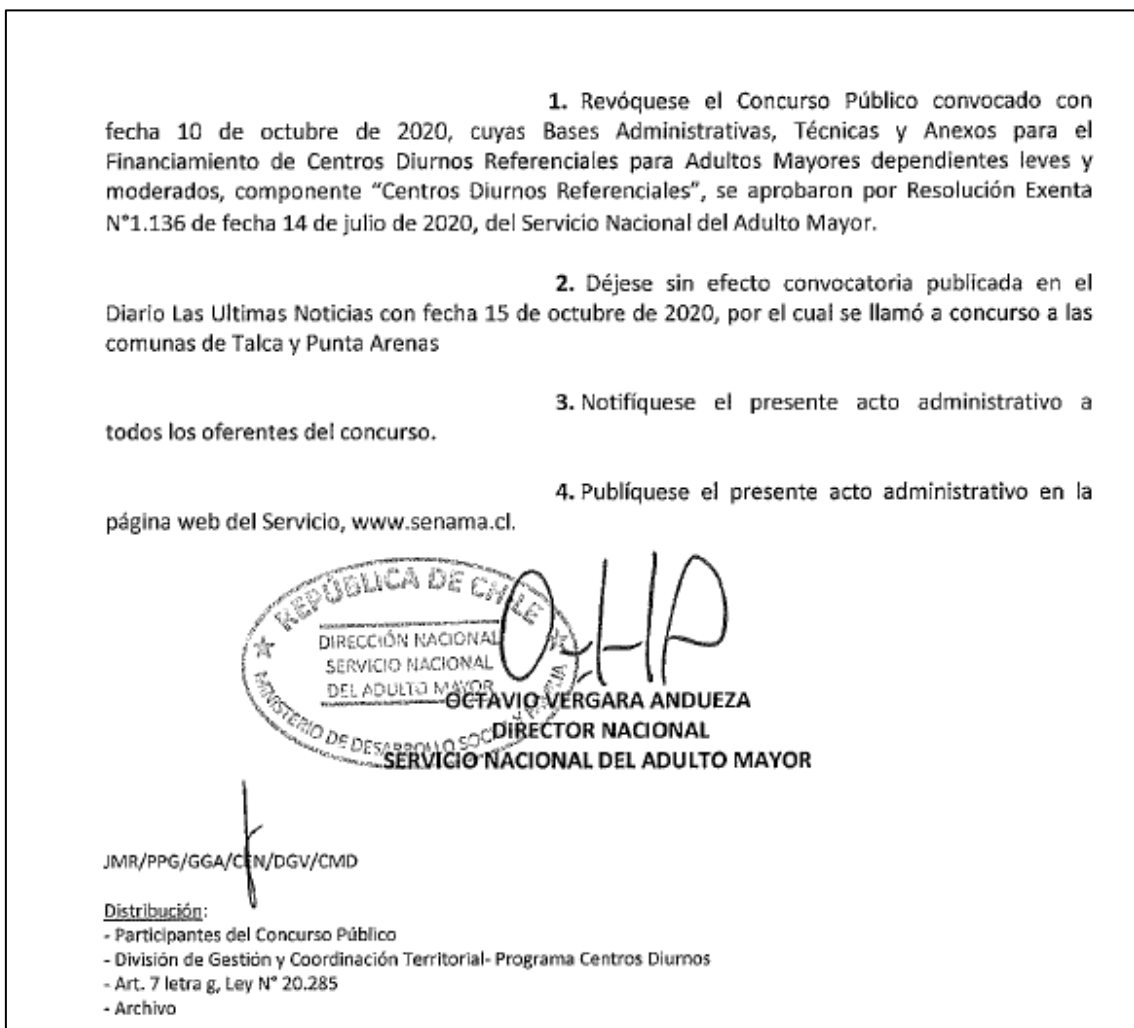 1. Revóquese el Concurso Público convocado con
fecha 10 de octubre de 2020, cuyas Bases Administrativas, Técnicas y Anexos para el
Financiamiento de Centros Diurnos Referenciales para Adultos Mayores dependientes leves y
moderados, componente “Centros Diurnos Referenciales”, se aprobaron por Resolución Exenta
N°1.136 de fecha 14 de julio de 2020, del Servicio Nacional del Adulto Mayor.
2. Déjese sin efecto convocatoria publicada en el
Diario Las Ultimas Noticias con fecha 15 de octubre de 2020, por el cual se llamó a concurso a las
comunas de Talca y Punta Arenas
3. Notifíquese el presente acto administrativo a
todos los oferentes del concurso.
4. Publíquese el presente acto administrativo en la
página web del Servicio, www.senama.cl.
REPÚBLICA DE CHILE
DIRECCIÓN NACIONAL
SERVICIO NACIONAL
DEL ADULTO MAYOR
MINISTERIO DE DESARROLLO SOCIAL Y FAMILIA
OCTAVIO VERGARA ANDUEZA
DIRECTOR NACIONAL
SERVICIO NACIONAL DEL ADULTO MAYOR
JMR/PPG/GGA/CEN/DGV/CMD
Distribución:
- Participantes del Concurso Público
- División de Gestión y Coordinación Territorial- Programa Centros Diurnos
- Art. 7 letra g, Ley N° 20.285
- Archivo